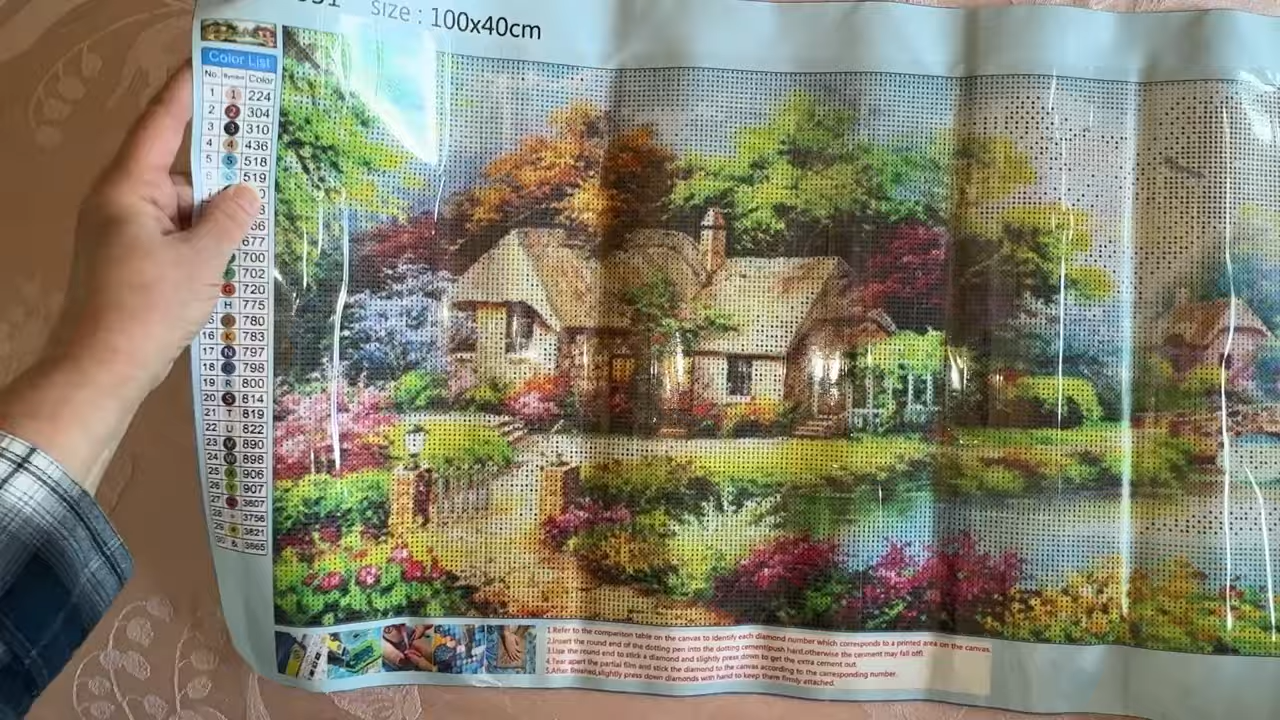 size : 100x40cm
Color List
No. Symbol Color
1 1 224
2 2 304
3 3 310
4 4 436
5 5 518
6 519
677
700
F 702
G 720
H 775
780
16 K 783
17 N 797
18 798
19 R 800
20 S 814
21 T 819
22 U 822
23 V 890
24 W 898
25 X 906
26 Y 907
27 3607
28 3756
29 3821
30 & 3865
1.Refer to the comparison table on the canvas to identify each diamond number which corresponds to a printed area on the canvas.
2.Insert the round end of the dotting pen into the dotting cement(push hard,otherwise the cerment may fall off).
3.Use the round end to stick a diamond and slightly press down to get the extra cement out.
4.Tear apart the partial film and stick the diamond to the canvas according to the carresponding number.
5.After finished,slightly press down diamonds with hand to keep them firmly attached.